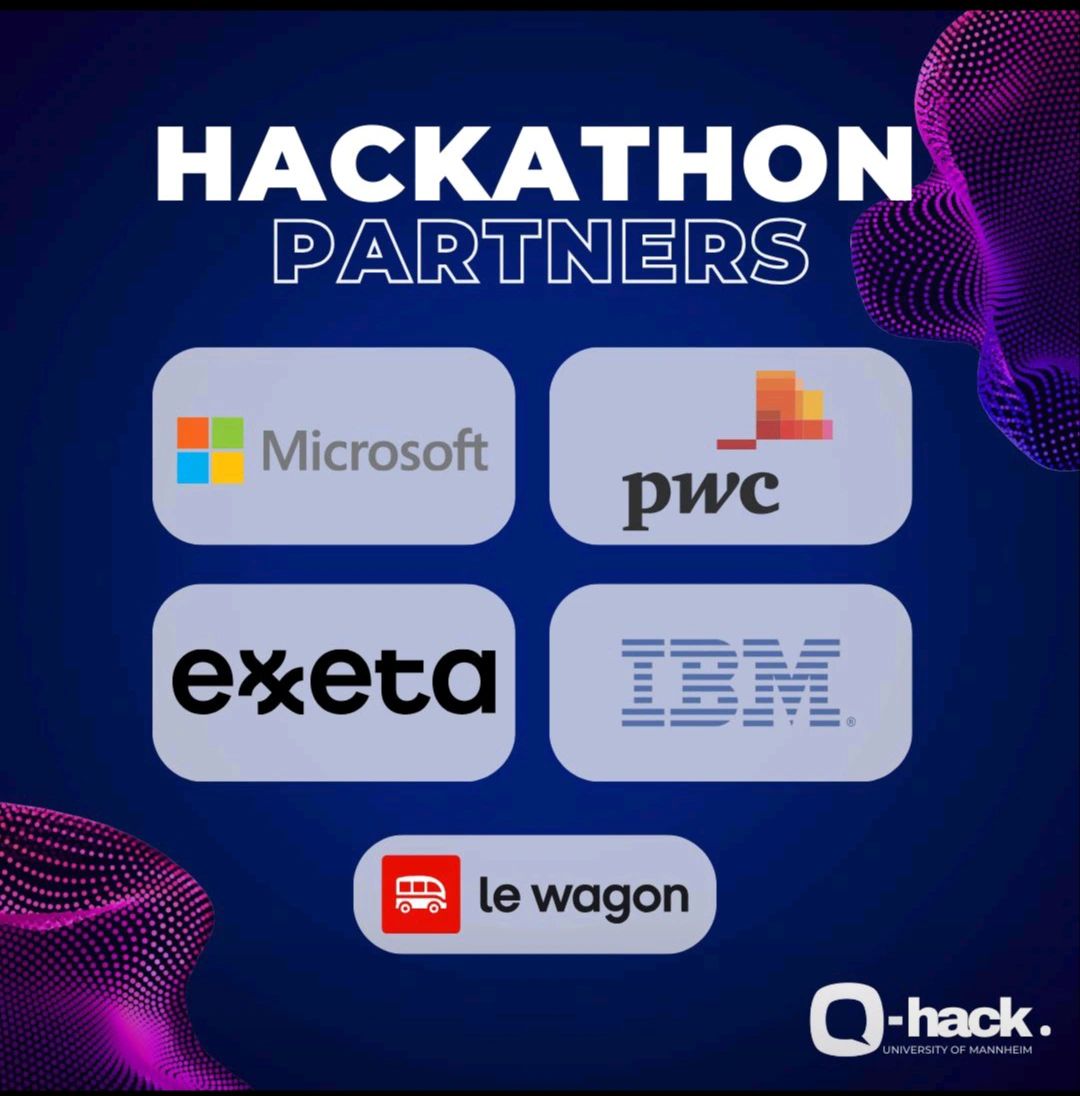 HACKATHON
PARTNERS
Microsoft
pwc
exxeta
IBM®
le wagon
Q-hack.
UNIVERSITY OF MANNHEIM